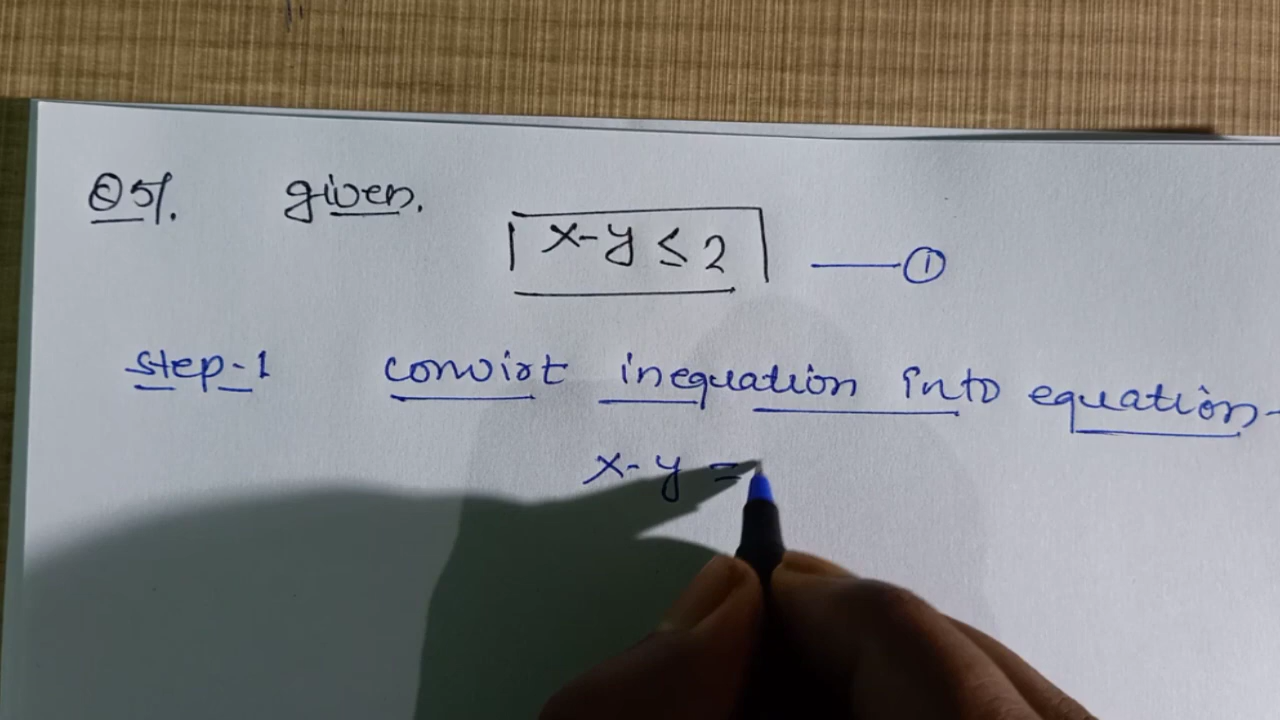 Q5/. given.
x-y ≤ 2 —①
Step-1 convirt inequation into equation-
x-y =